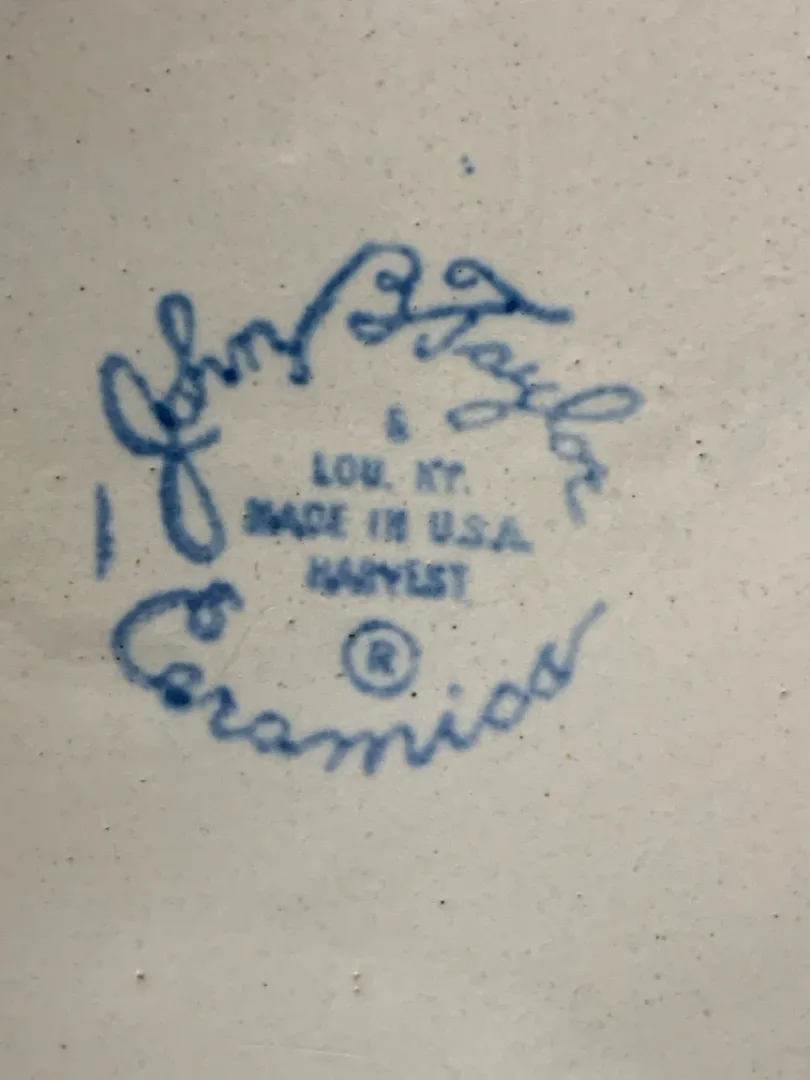 John B Taylor
LOU. KY.
MADE IN U.S.A.
HARVEST
®
Ceramics